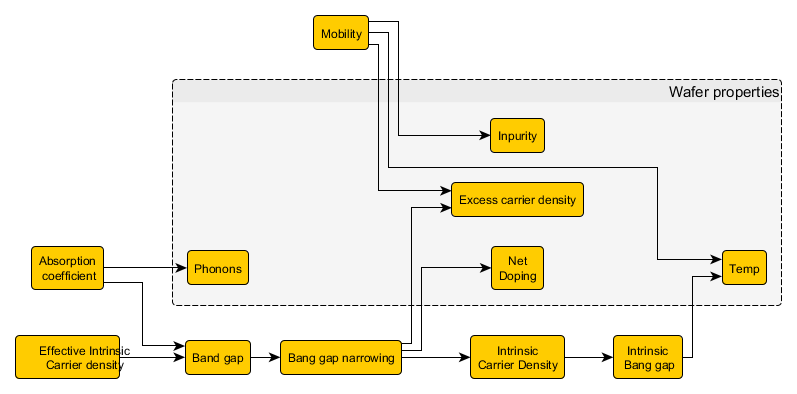 Mobility
Wafer properties
Inpurity
Excess carrier density
Absorption
coefficient
Phonons
Net
Doping
Temp
Effective Intrinsic
Carrier density
Band gap
Bang gap narrowing
Intrinsic
Carrier Density
Intrinsic
Bang gap